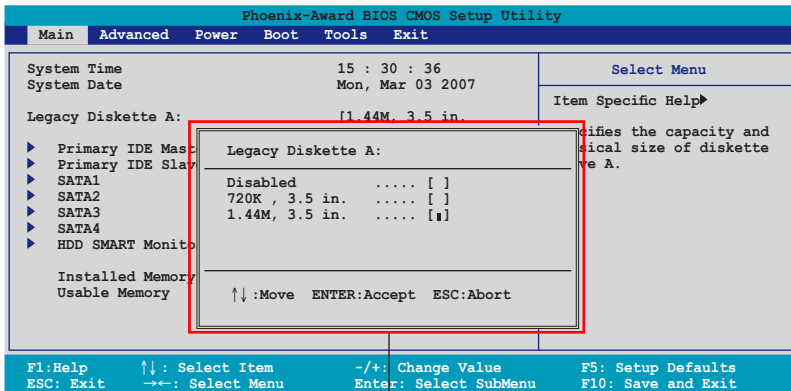 Phoenix-Award BIOS CMOS Setup Utility
Main Advanced Power Boot Tools Exit
System Time 15 : 30 : 36
System Date Mon, Mar 03 2007
Legacy Diskette A: [1.44M, 3.5 in.
Primary IDE Mast
Primary IDE Slav
SATA1
SATA2
SATA3
SATA4
HDD SMART Monito
Installed Memory
Usable Memory
Legacy Diskette A:
Disabled ..... [ ]
720K , 3.5 in. ..... [ ]
1.44M, 3.5 in. ..... [▮]
↑↓ :Move ENTER:Accept ESC:Abort
Select Menu
Item Specific Help▶
cifies the capacity and
sical size of diskette
ve A.
F1:Help ↑↓ : Select Item -/+: Change Value F5: Setup Defaults
ESC: Exit →←: Select Menu Enter: Select SubMenu F10: Save and Exit